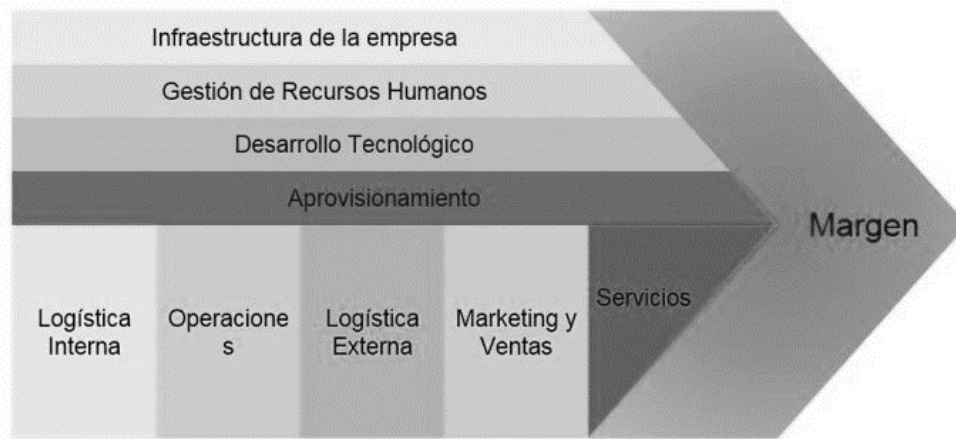 Infraestructura de la empresa
Gestión de Recursos Humanos
Desarrollo Tecnológico
Aprovisionamiento
Margen
Logística
Interna
Operacione
s
Logística
Externa
Marketing y
Ventas
Servicios